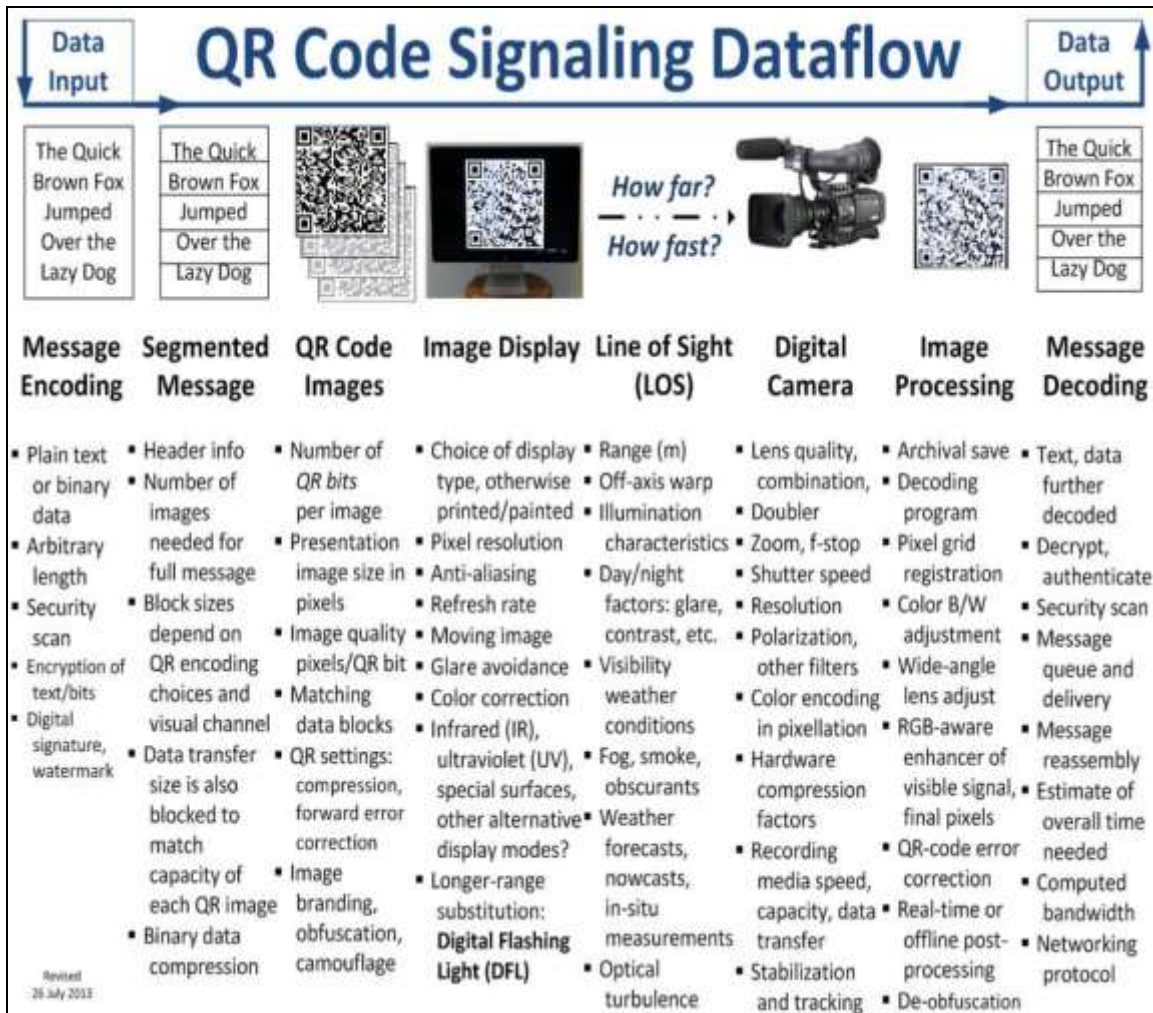 Data
Input
QR Code Signaling Dataflow
Data
Output
The Quick
Brown Fox
Jumped
Over the
Lazy Dog
The Quick
Brown Fox
Jumped
Over the
Lazy Dog
How far?
How fast?
The Quick
Brown Fox
Jumped
Over the
Lazy Dog
Message
Encoding
▪ Plain text
or binary
data
▪ Arbitrary
length
▪ Security
scan
▪ Encryption of
text/bits
▪ Digital
signature,
watermark
Segmented
Message
▪ Header info
▪ Number of
images
needed for
full message
▪ Block sizes
depend on
QR encoding
choices and
visual channel
▪ Data transfer
size is also
blocked to
match
capacity of
each QR image
▪ Binary data
compression
QR Code
Images
▪ Number of
QR bits
per image
▪ Presentation
image size in
pixels
▪ Image quality
pixels/QR bit
▪ Matching
data blocks
▪ QR settings:
compression,
forward error
correction
▪ Image
branding,
obfuscation,
camouflage
Image Display
▪ Choice of display
type, otherwise
printed/painted
▪ Pixel resolution
▪ Anti-aliasing
▪ Refresh rate
▪ Moving image
▪ Glare avoidance
▪ Color correction
▪ Infrared (IR),
ultraviolet (UV),
special surfaces,
other alternative
display modes?
▪ Longer-range
substitution:
Digital Flashing
Light (DFL)
Line of Sight
(LOS)
▪ Range (m)
▪ Off-axis warp
▪ Illumination
characteristics
▪ Day/night
factors: glare,
contrast, etc.
▪ Visibility
weather
conditions
▪ Fog, smoke,
obscurants
▪ Weather
forecasts,
nowcasts,
in-situ
measurements
▪ Optical
turbulence
Digital
Camera
▪ Lens quality,
combination,
▪ Doubler
▪ Zoom, f-stop
▪ Shutter speed
▪ Resolution
▪ Polarization,
other filters
▪ Color encoding
in pixellation
▪ Hardware
compression
factors
▪ Recording
media speed,
capacity, data
transfer
▪ Stabilization
and tracking
Image
Processing
▪ Archival save
▪ Decoding
program
▪ Pixel grid
registration
▪ Color B/W
adjustment
▪ Wide-angle
lens adjust
▪ RGB-aware
enhancer of
visible signal,
final pixels
▪ QR-code error
correction
▪ Real-time or
offline post-
processing
▪ De-obfuscation
Message
Decoding
▪ Text, data
further
decoded
▪ Decrypt,
authenticate
▪ Security scan
▪ Message
queue and
delivery
▪ Message
reassembly
▪ Estimate of
overall time
needed
▪ Computed
bandwidth
▪ Networking
protocol
Revised
26 July 2013